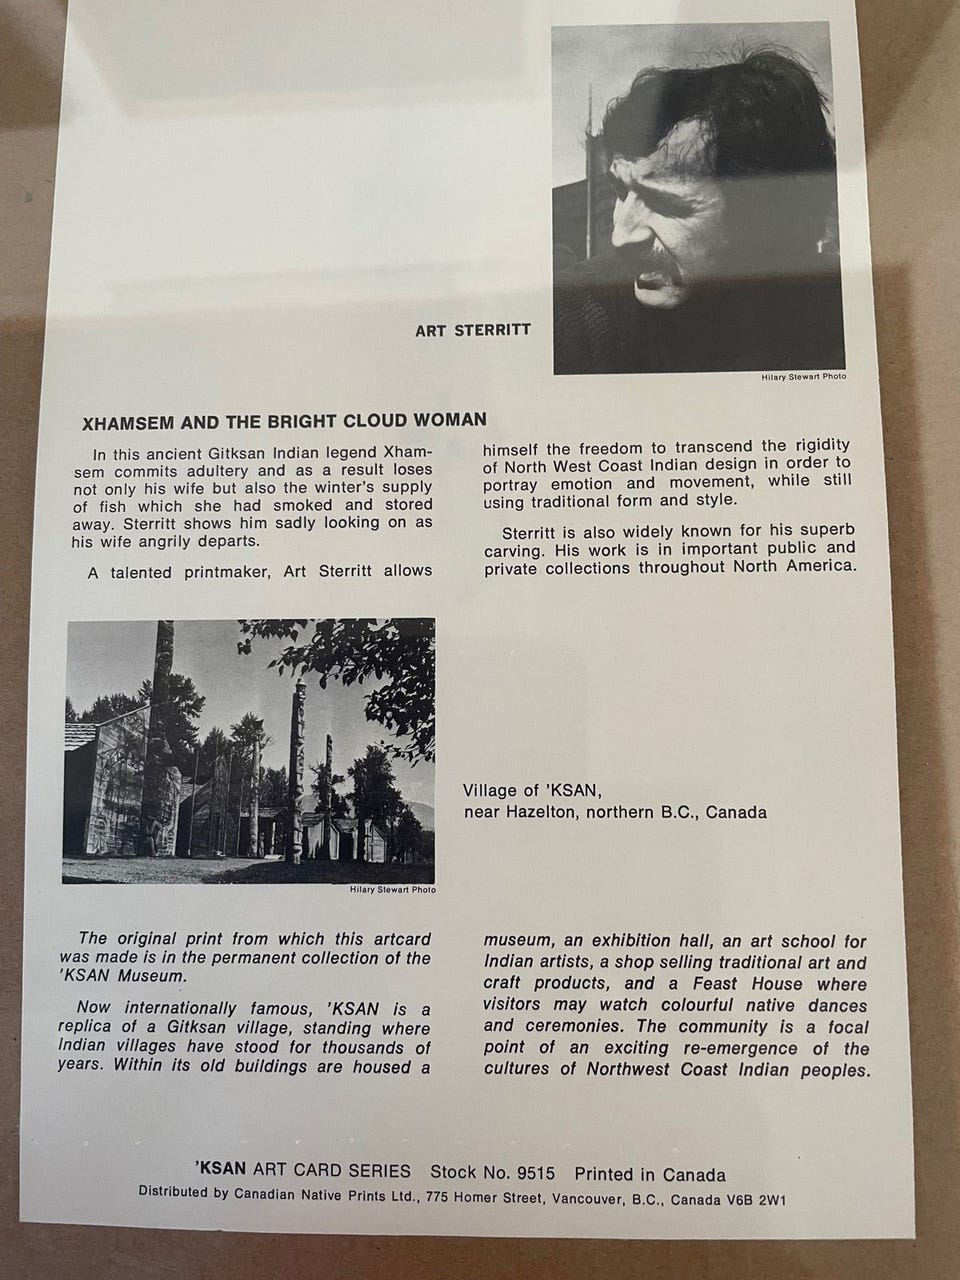 ART STERRITT
Hilary Stewart Photo
XHAMSEM AND THE BRIGHT CLOUD WOMAN
In this ancient Gitksan Indian legend Xham-
sem commits adultery and as a result loses
not only his wife but also the winter's supply
of fish which she had smoked and stored
away. Sterritt shows him sadly looking on as
his wife angrily departs.
A talented printmaker, Art Sterritt allows
himself the freedom to transcend the rigidity
of North West Coast Indian design in order to
portray emotion and movement, while still
using traditional form and style.
Sterritt is also widely known for his superb
carving. His work is in important public and
private collections throughout North America.
Village of 'KSAN,
near Hazelton, northern B.C., Canada
Hilary Stewart Photo
The original print from which this artcard
was made is in the permanent collection of the
'KSAN Museum.
Now internationally famous, 'KSAN is a
replica of a Gitksan village, standing where
Indian villages have stood for thousands of
years. Within its old buildings are housed a
museum, an exhibition hall, an art school for
Indian artists, a shop selling traditional art and
craft products, and a Feast House where
visitors may watch colourful native dances
and ceremonies. The community is a focal
point of an exciting re-emergence of the
cultures of Northwest Coast Indian peoples.
'KSAN ART CARD SERIES Stock No. 9515 Printed in Canada
Distributed by Canadian Native Prints Ltd., 775 Homer Street, Vancouver, B.C., Canada V6B 2W1